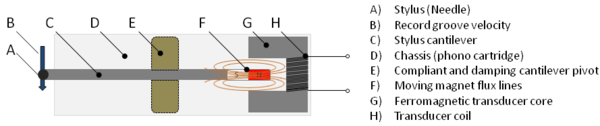 B
C
D
E
F
G
H
A
S
N
A) Stylus (Needle)
B) Record groove velocity
C) Stylus cantilever
D) Chassis (phono cartridge)
E) Compliant and damping cantilever pivot
F) Moving magnet flux lines
G) Ferromagnetic transducer core
H) Transducer coil